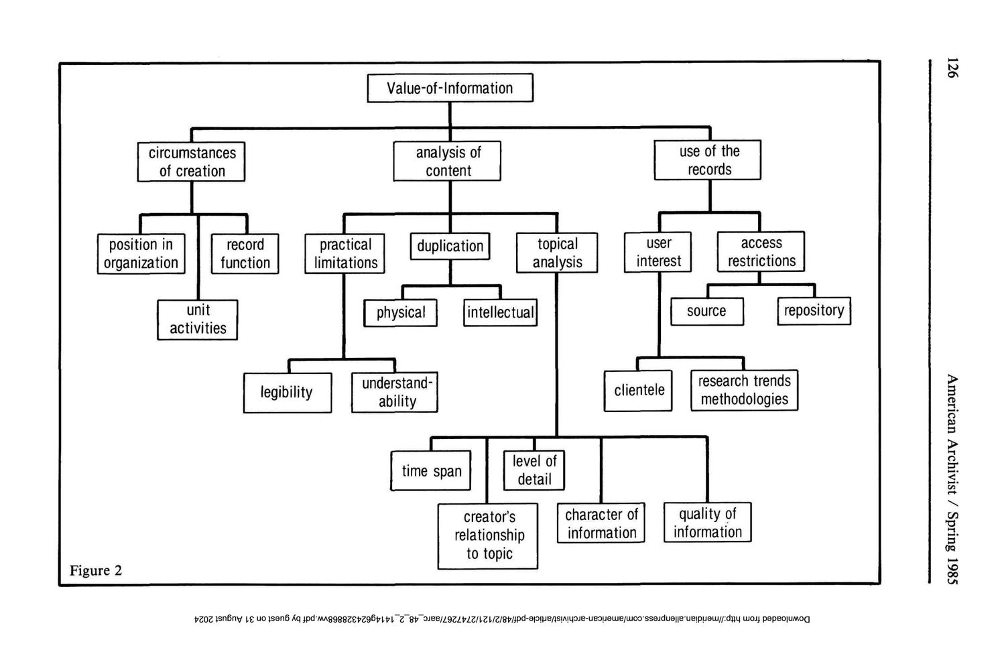 Value-of-Information
circumstances
of creation
analysis of
content
use of the
records
position in
organization
record
function
unit
activities
practical
limitations
duplication
topical
analysis
user
interest
access
restrictions
physical
intellectual
source
repository
legibility
understand-
ability
clientele
research trends
methodologies
time span
level of
detail
creator's
relationship
to topic
character of
information
quality of
information
Figure 2
126
American Archivist / Spring 1985
Downloaded from http://meridian.allenpress.com/american-archivist/article-pdf/48/2/121/2747267/aarc_48_2_1414g624328868vw.pdf by guest on 31 August 2024